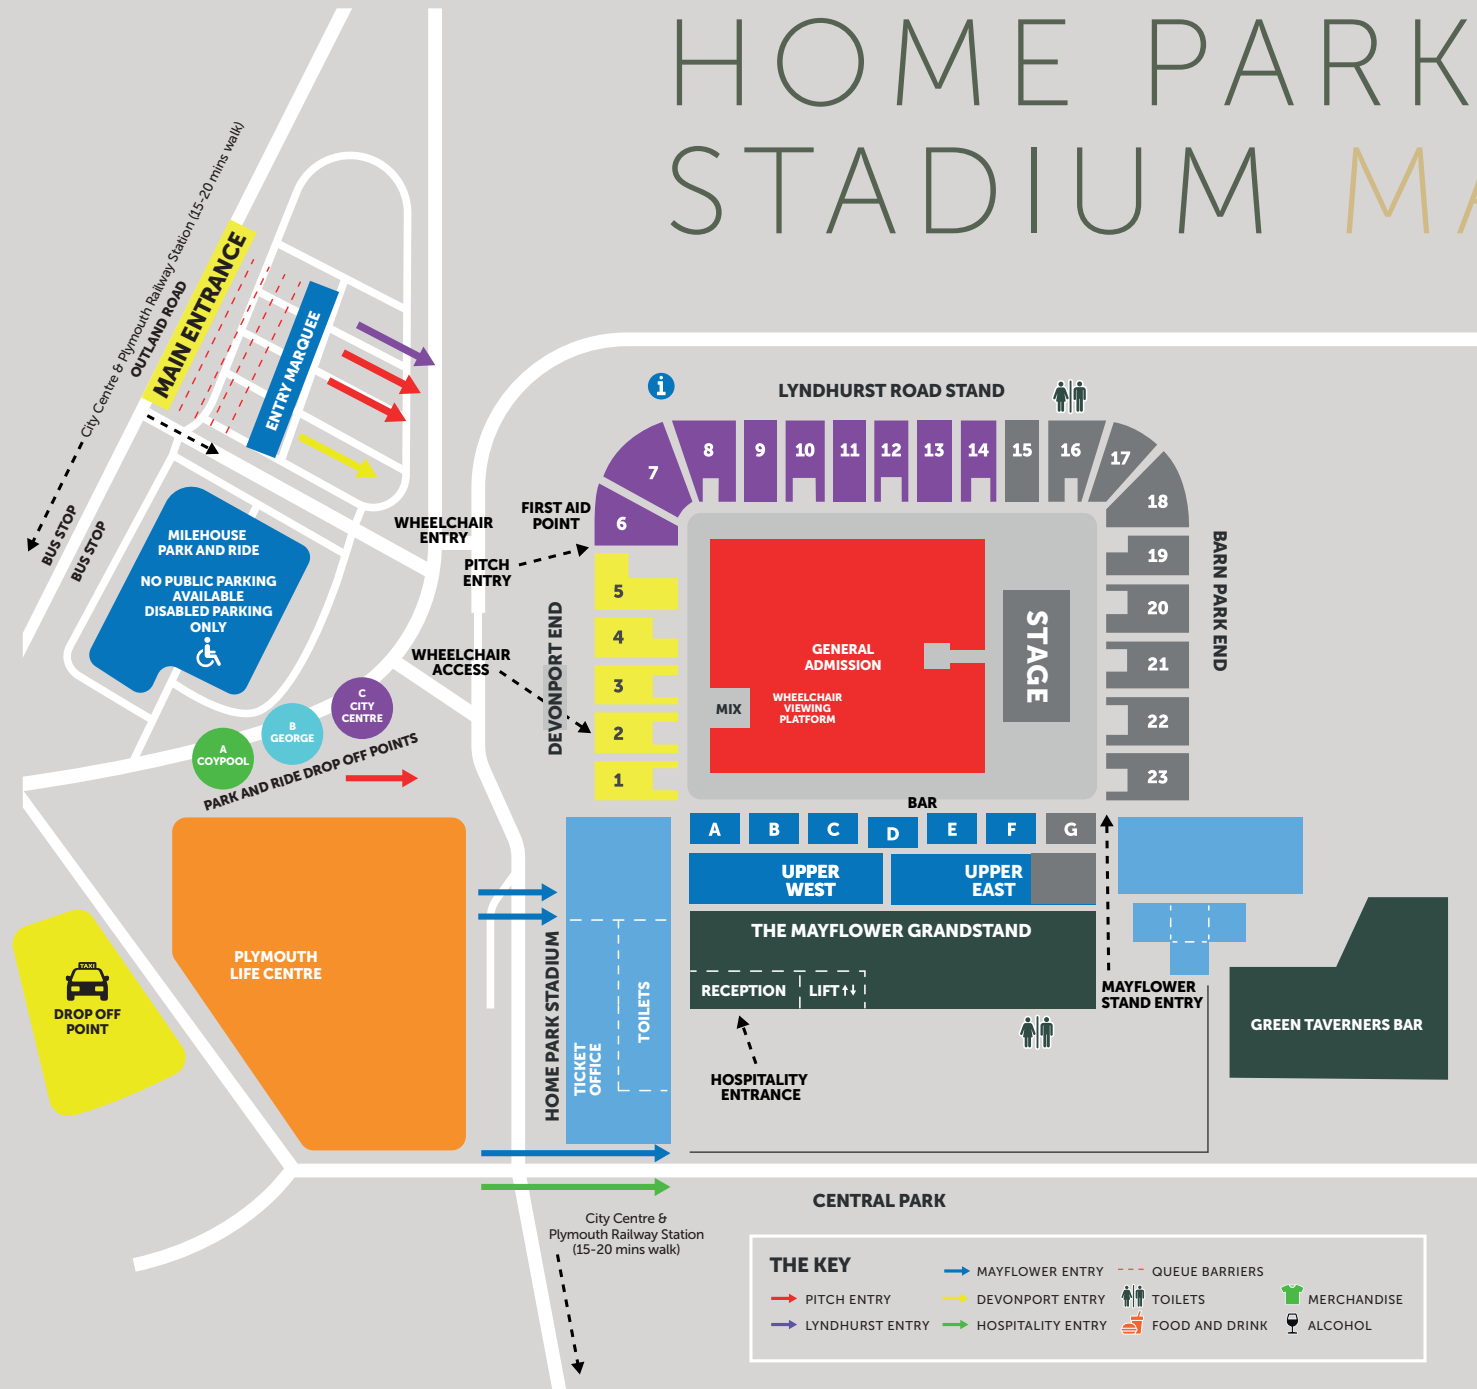 HOME PARK
STADIUM MA
City Centre & Plymouth Railway Station (15-20 mins walk)
OUTLAND ROAD
MAIN ENTRANCE
ENTRY MARQUEE
BUS STOP
BUS STOP
MILEHOUSE
PARK AND RIDE
NO PUBLIC PARKING
AVAILABLE
DISABLED PARKING
ONLY
WHEELCHAIR
ENTRY
FIRST AID
POINT
PITCH
ENTRY
WHEELCHAIR
ACCESS
DEVONPORT END
i
LYNDHURST ROAD STAND
8 9 10 11 12 13 14 15 16 17
7
6
18
5
4
3
2
1
19
20
21
22
23
BARN PARK END
GENERAL
ADMISSION
MIX
WHEELCHAIR
VIEWING
PLATFORM
STAGE
BAR
A B C D E F G
UPPER
WEST
UPPER
EAST
THE MAYFLOWER GRANDSTAND
RECEPTION
LIFT
HOSPITALITY
ENTRANCE
MAYFLOWER
STAND ENTRY
GREEN TAVERNERS BAR
A
COYPOOL
B
GEORGE
C
CITY
CENTRE
PARK AND RIDE DROP OFF POINTS
PLYMOUTH
LIFE CENTRE
TAXI
DROP OFF
POINT
HOME PARK STADIUM
TICKET
OFFICE
TOILETS
City Centre &
Plymouth Railway Station
(15-20 mins walk)
CENTRAL PARK
THE KEY
PITCH ENTRY
LYNDHURST ENTRY
MAYFLOWER ENTRY
DEVONPORT ENTRY
HOSPITALITY ENTRY
QUEUE BARRIERS
TOILETS
FOOD AND DRINK
MERCHANDISE
ALCOHOL